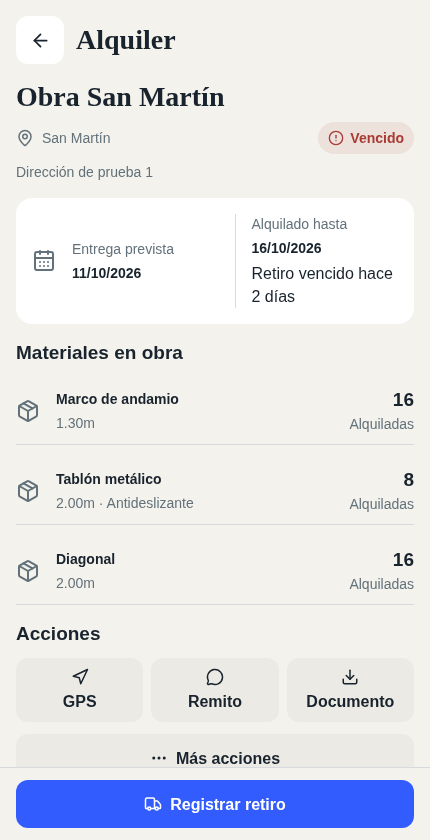 Alquiler
Obra San Martín
San Martín
Vencido
Dirección de prueba 1
Entrega prevista
11/10/2026
Alquilado hasta
16/10/2026
Retiro vencido hace
2 días
Materiales en obra
Marco de andamio
1.30m
16
Alquiladas
Tablón metálico
2.00m · Antideslizante
8
Alquiladas
Diagonal
2.00m
16
Alquiladas
Acciones
GPS
Remito
Documento
Más acciones
Registrar retiro